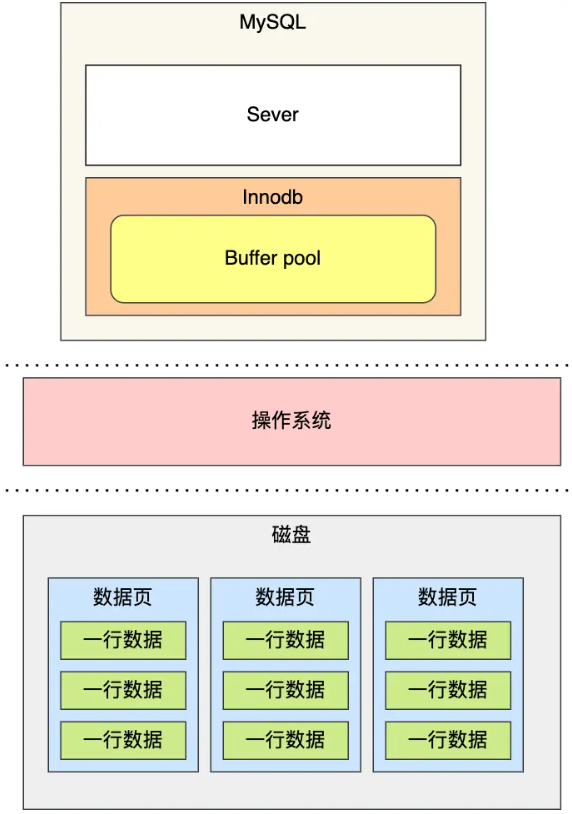 MySQL
Sever
Innodb
Buffer pool
操作系统
磁盘
数据页 数据页 数据页
一行数据 一行数据 一行数据
一行数据 一行数据 一行数据
一行数据 一行数据 一行数据